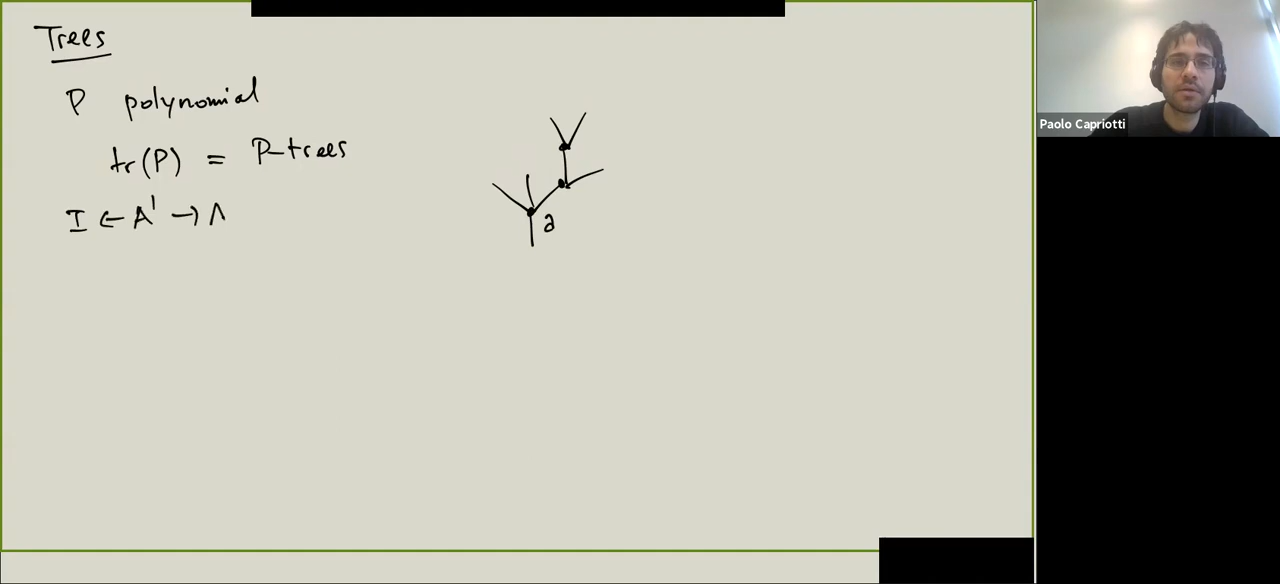 Trees
P polynomial
tr(P) = P-trees
I ← A' → A
a
Paolo Capriotti